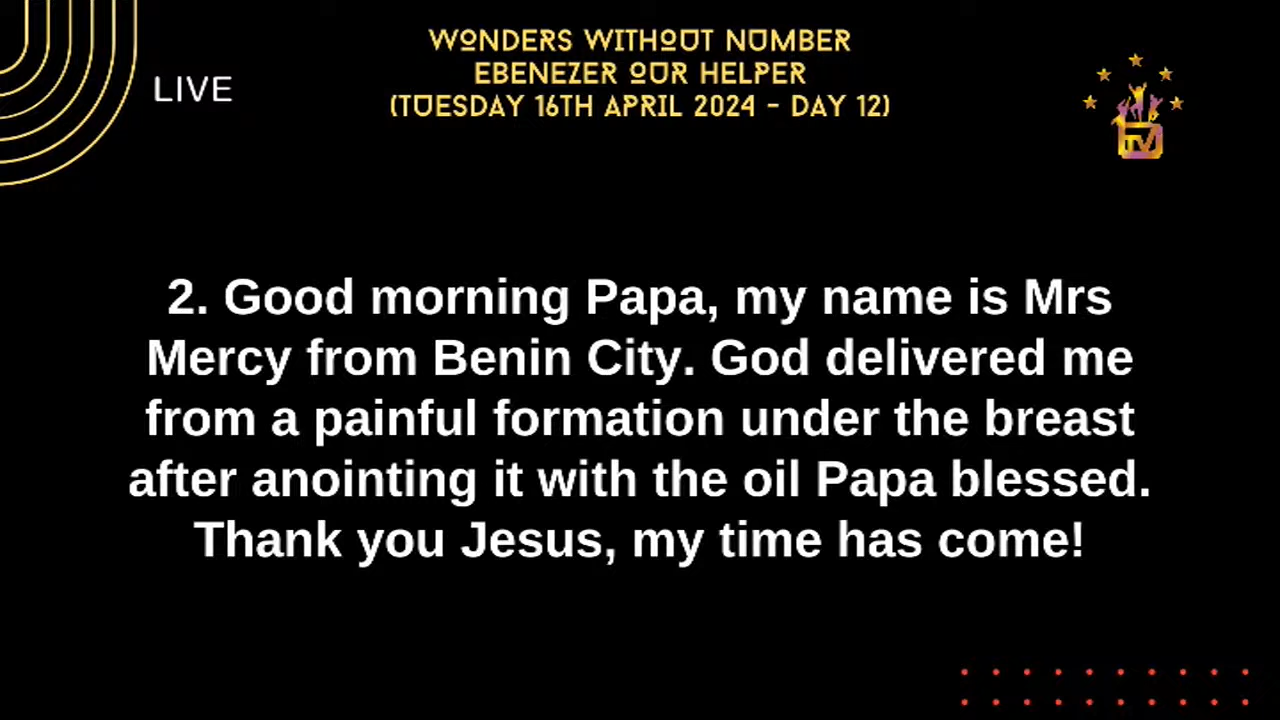 WONDERS WITHOUT NUMBER
EBENEZER OUR HELPER
(TUESDAY 16TH APRIL 2024 - DAY 12)
LIVE
TV
2. Good morning Papa, my name is Mrs
Mercy from Benin City. God delivered me
from a painful formation under the breast
after anointing it with the oil Papa blessed.
Thank you Jesus, my time has come!